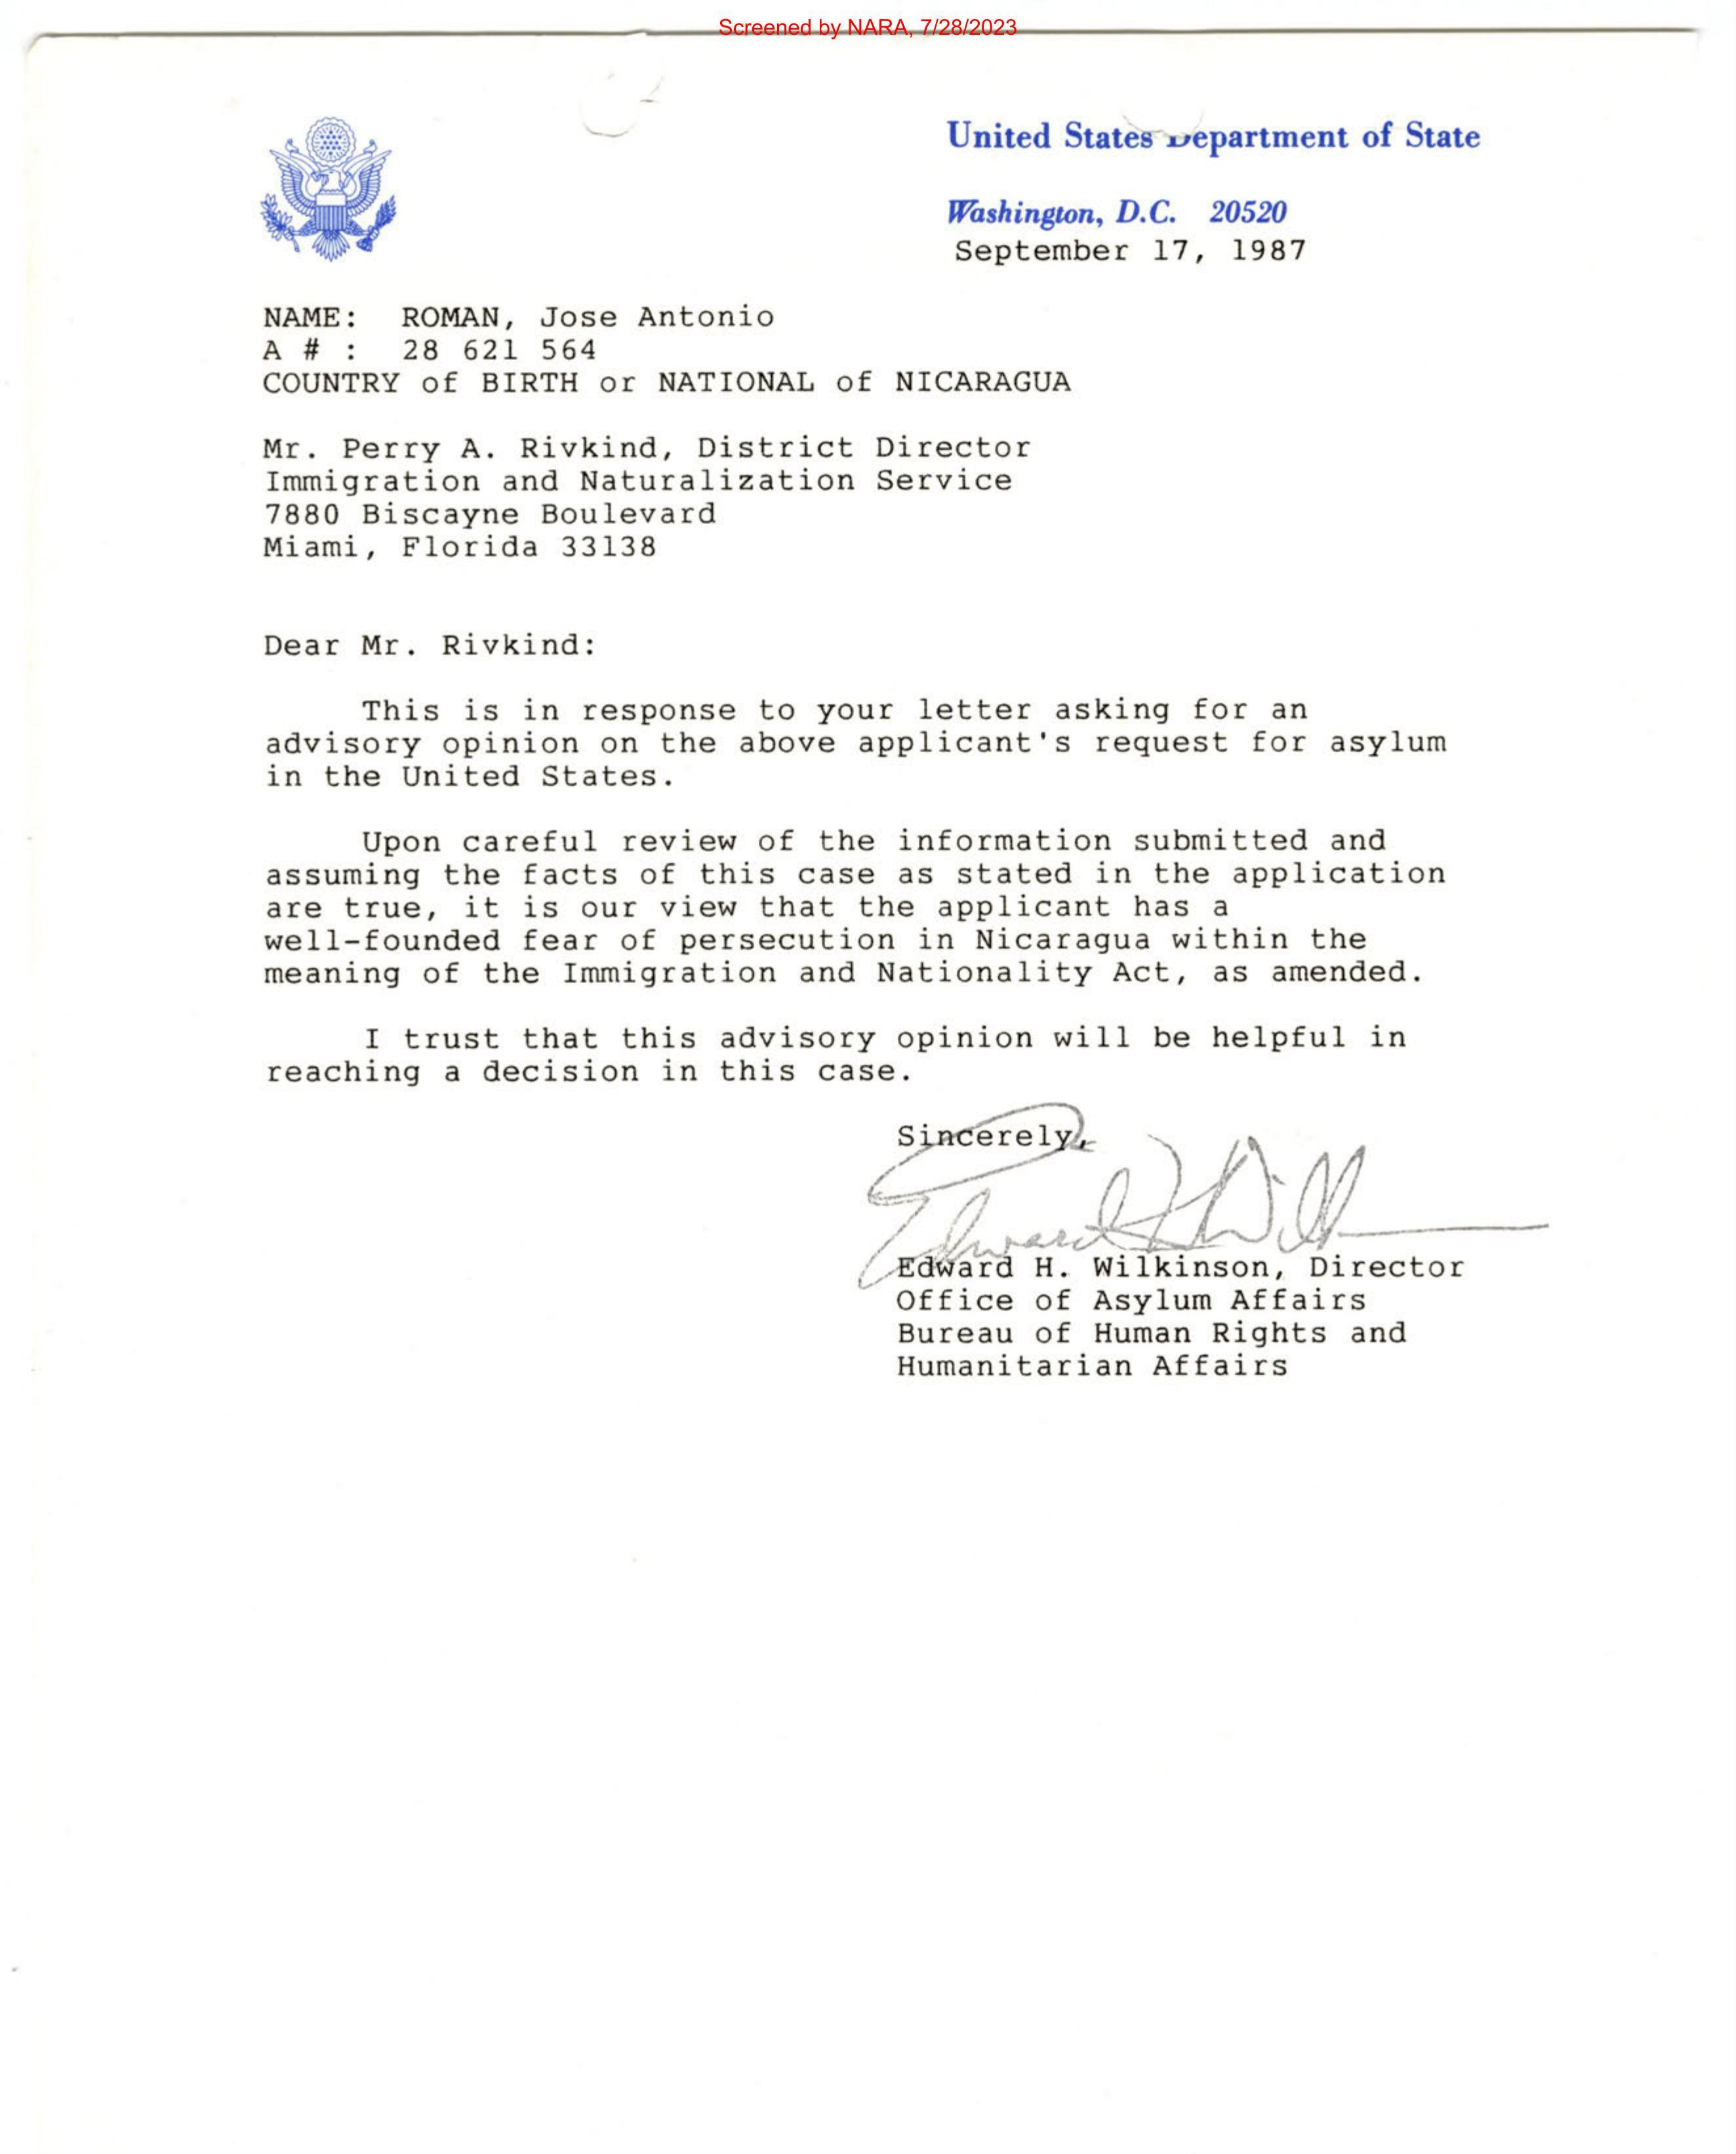 Screened by NARA, 7/28/2023
United States Department of State
Washington, D.C. 20520
September 17, 1987
NAME: ROMAN, Jose Antonio
A # : 28 621 564
COUNTRY of BIRTH or NATIONAL of NICARAGUA
Mr. Perry A. Rivkind, District Director
Immigration and Naturalization Service
7880 Biscayne Boulevard
Miami, Florida 33138
Dear Mr. Rivkind:
This is in response to your letter asking for an
advisory opinion on the above applicant's request for asylum
in the United States.
Upon careful review of the information submitted and
assuming the facts of this case as stated in the application
are true, it is our view that the applicant has a
well-founded fear of persecution in Nicaragua within the
meaning of the Immigration and Nationality Act, as amended.
I trust that this advisory opinion will be helpful in
reaching a decision in this case.
Sincerely,
Edward H. Wilkinson, Director
Office of Asylum Affairs
Bureau of Human Rights and
Humanitarian Affairs